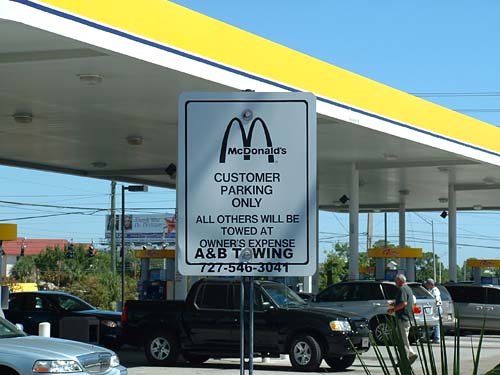 McDonald's
CUSTOMER
PARKING
ONLY
ALL OTHERS WILL BE
TOWED AT
OWNER'S EXPENSE
A&B TOWING
727-546-3041